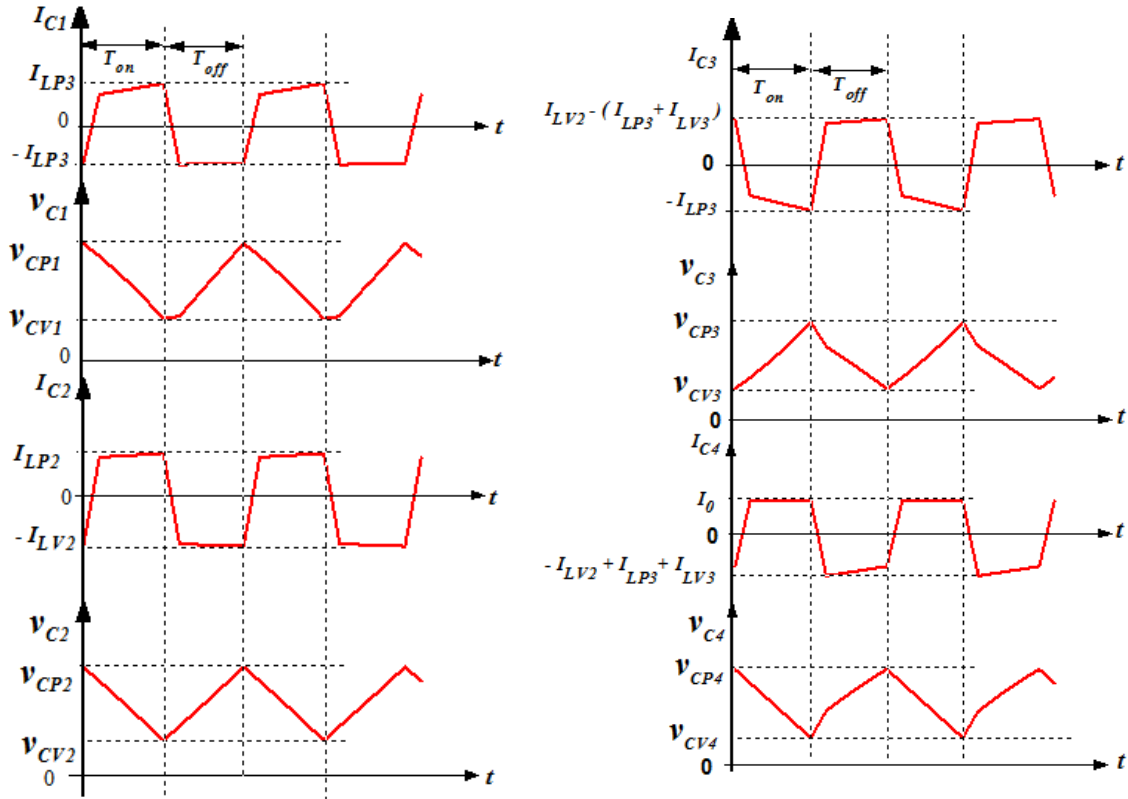 I_C1
T_on T_off
I_LP3
0
t
- I_LP3
v_C1
v_CP1
v_CV1
0
t
I_C2
I_LP2
0
t
- I_LV2
v_C2
v_CP2
v_CV2
0
t
I_C3
T_on T_off
I_LV2 - ( I_LP3 + I_LV3 )
0
t
- I_LP3
v_C3
v_CP3
v_CV3
0
t
I_C4
I_0
0
t
- I_LV2 + I_LP3 + I_LV3
v_C4
v_CP4
v_CV4
0
t